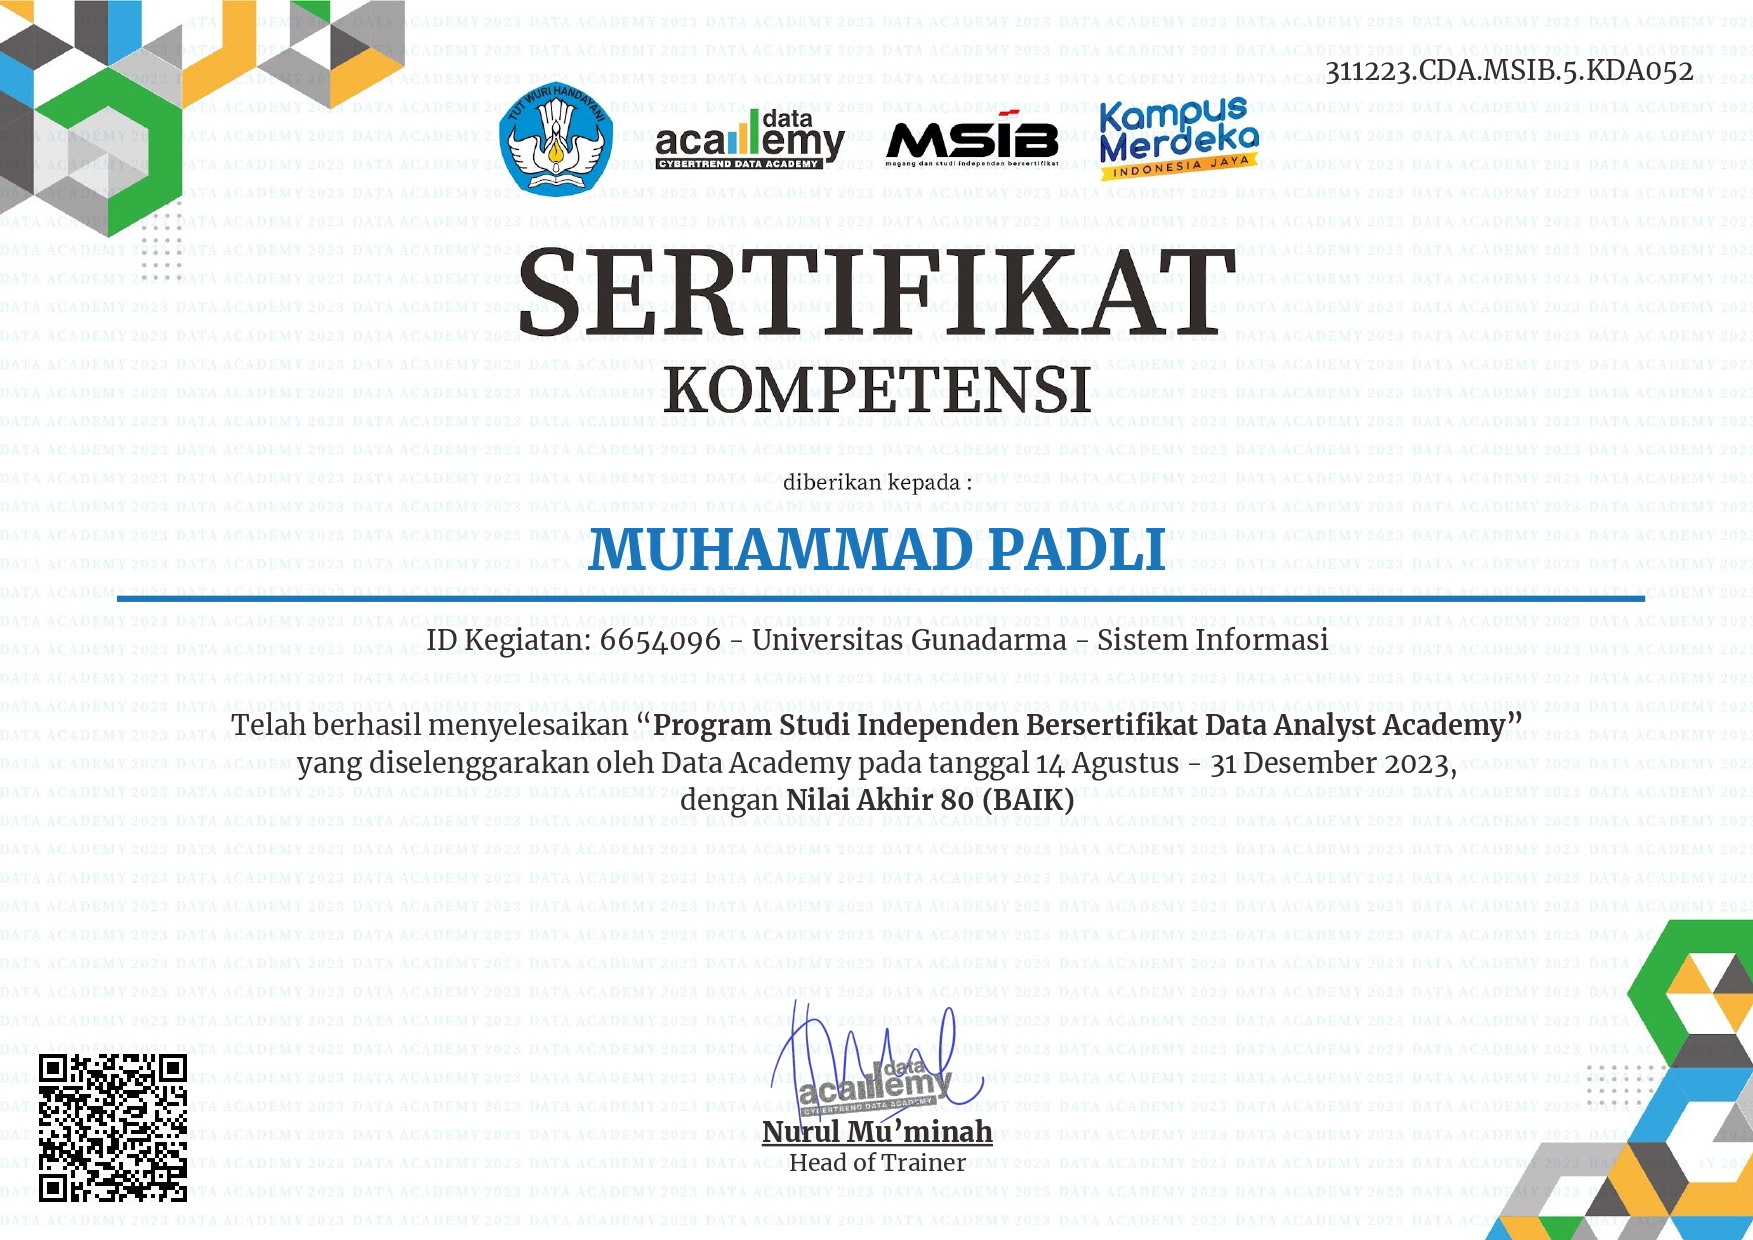 311223.CDA.MSIB.5.KDA052
TUT WURI HANDAYANI
data
academy
CYBERTREND DATA ACADEMY
MSIB
magang dan studi independen bersertifikat
Kampus
Merdeka
INDONESIA JAYA
SERTIFIKAT
KOMPETENSI
diberikan kepada :
MUHAMMAD PADLI
ID Kegiatan: 6654096 - Universitas Gunadarma - Sistem Informasi
Telah berhasil menyelesaikan “Program Studi Independen Bersertifikat Data Analyst Academy”
yang diselenggarakan oleh Data Academy pada tanggal 14 Agustus - 31 Desember 2023,
dengan Nilai Akhir 80 (BAIK)
data
academy
CYBERTREND DATA ACADEMY
Nurul Mu’minah
Head of Trainer